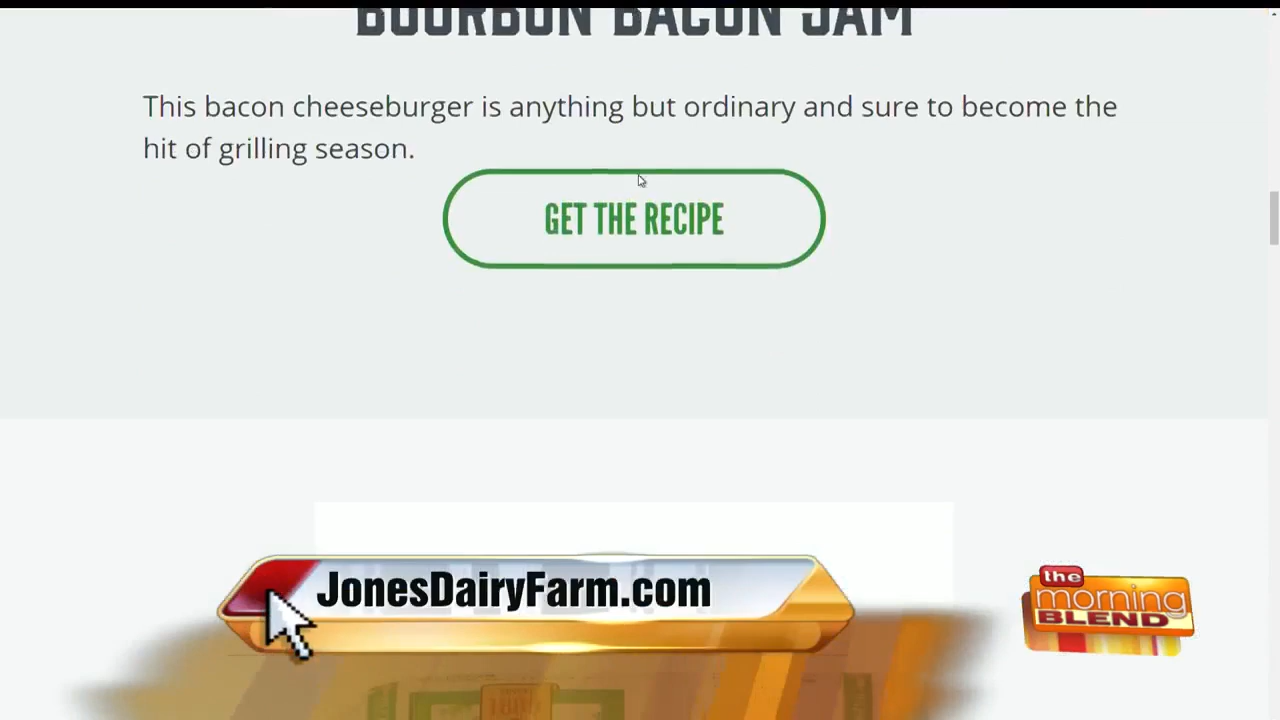 BOURBON BACON JAM
This bacon cheeseburger is anything but ordinary and sure to become the
hit of grilling season.
GET THE RECIPE
JonesDairyFarm.com
the
morning
BLEND